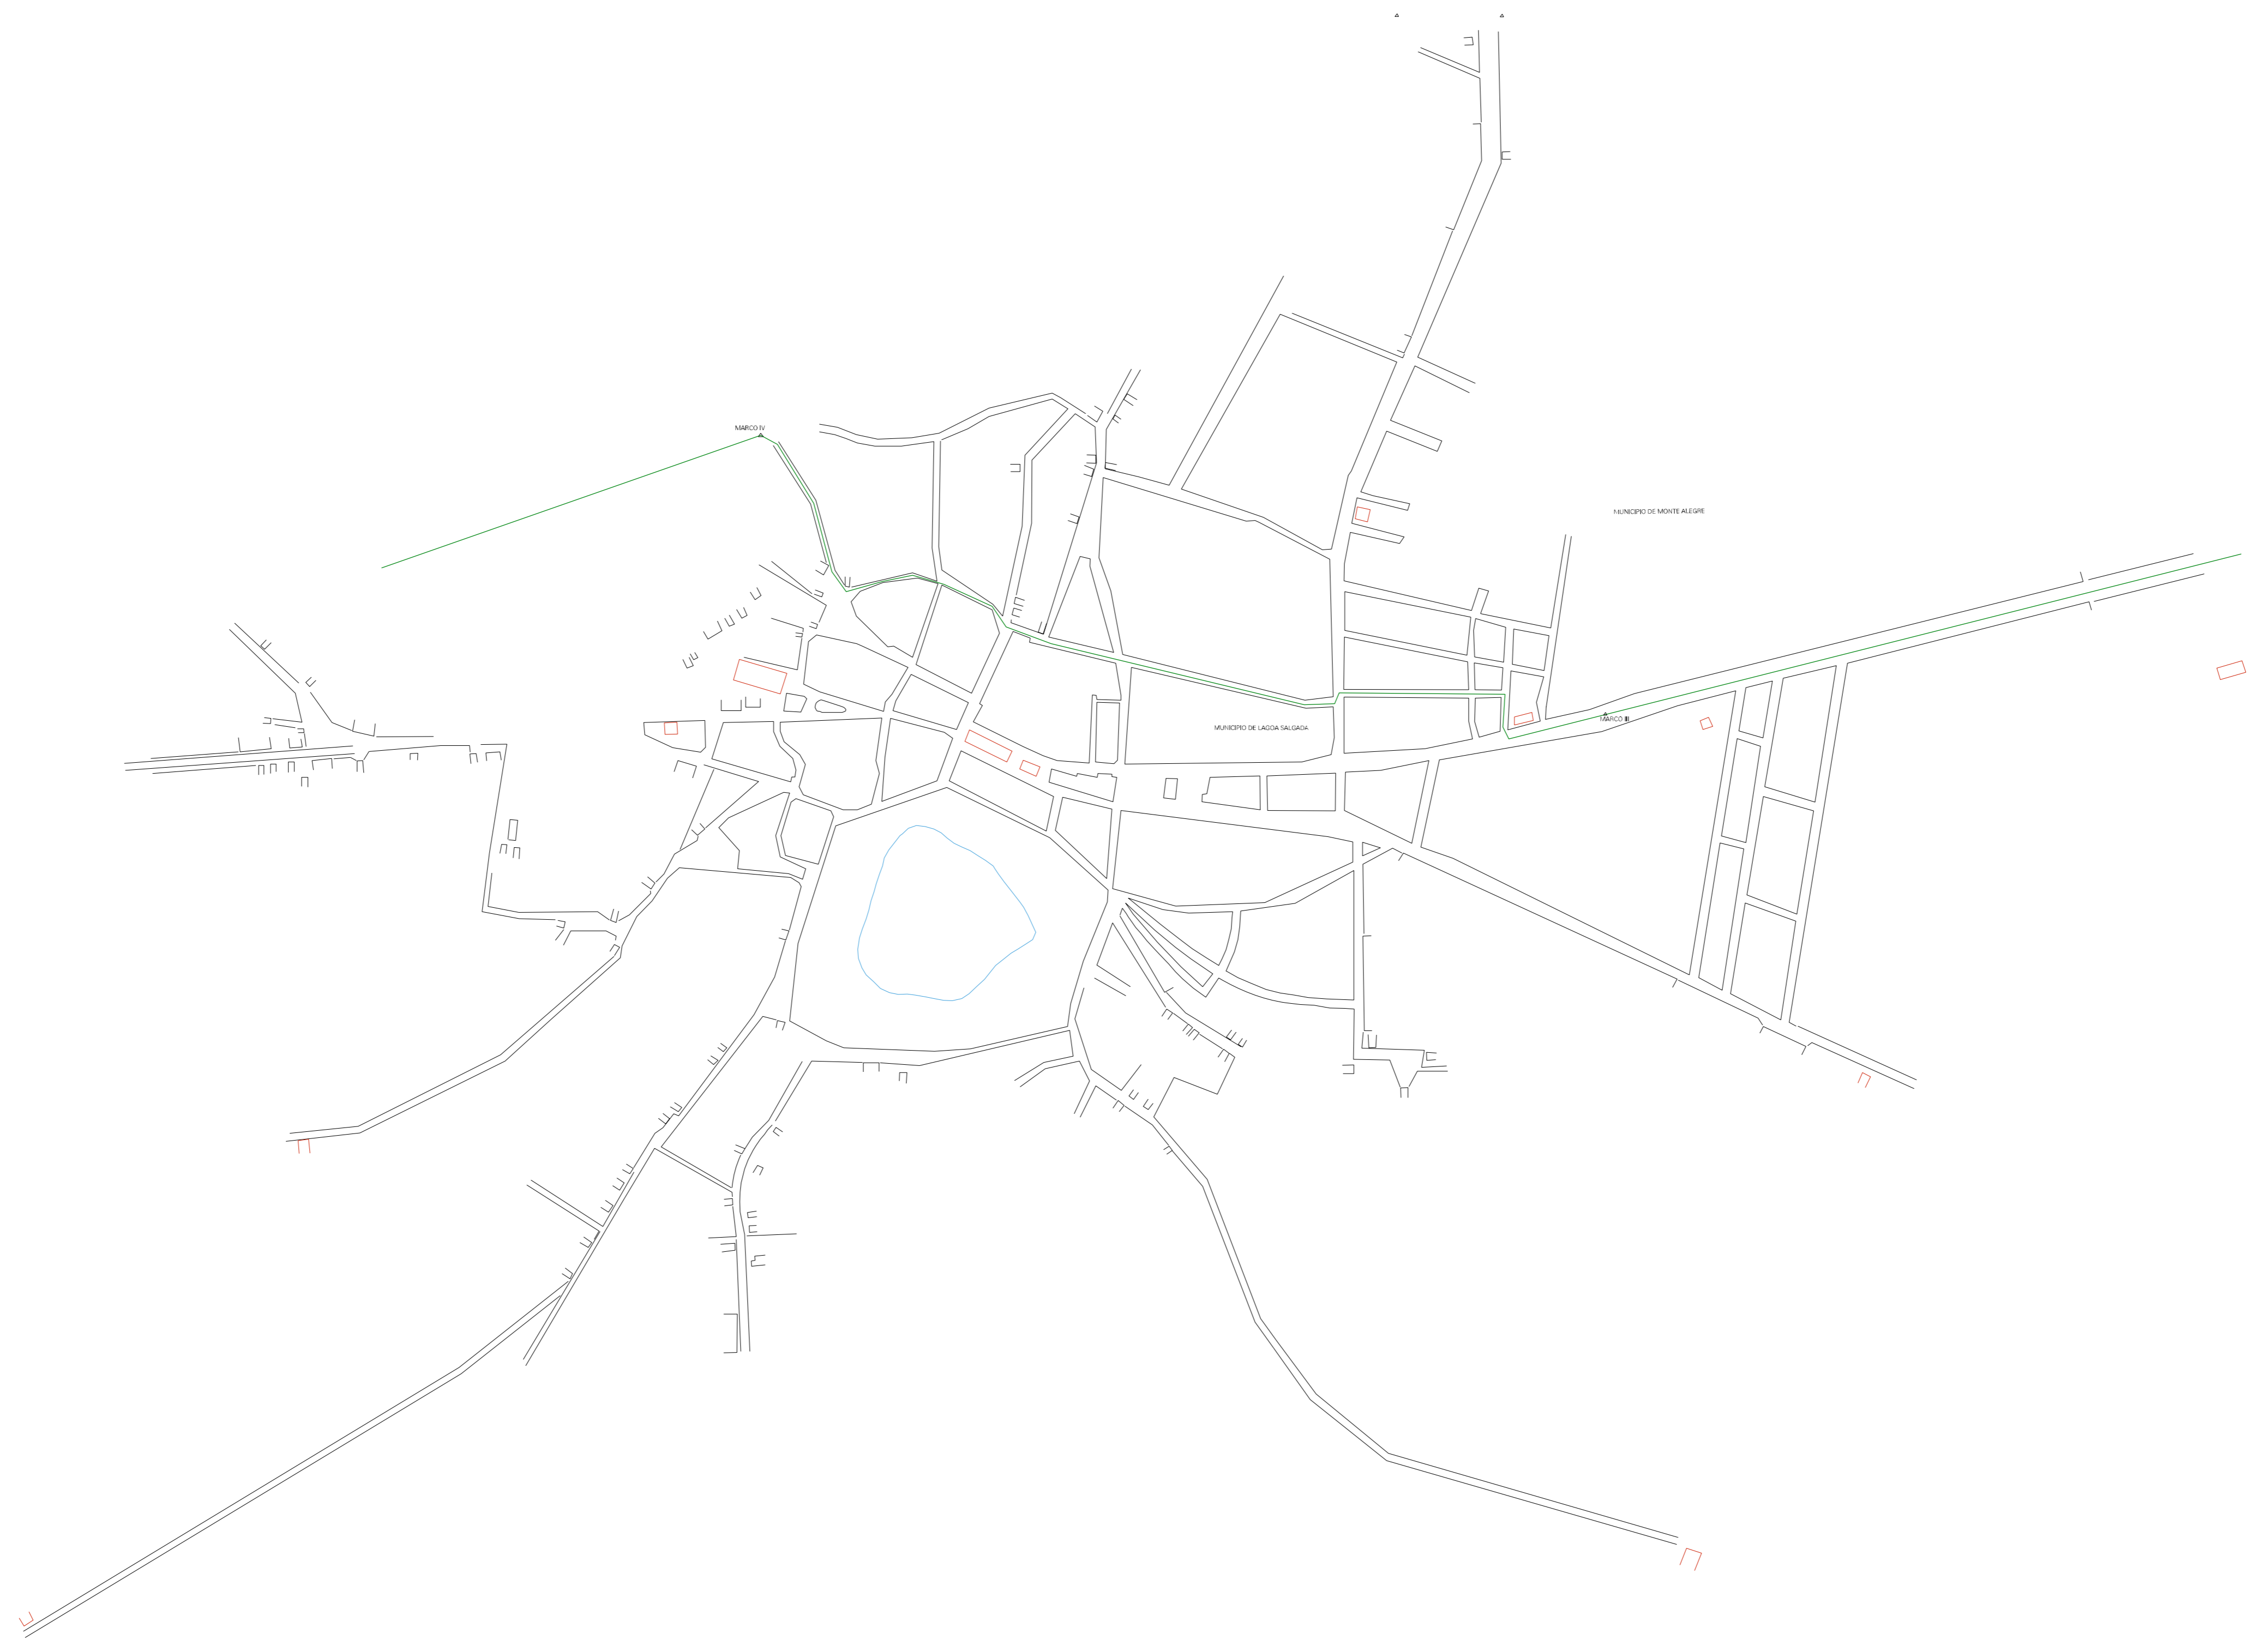 MARCO IV
MUNICIPIO DE MONTE ALEGRE
MARCO III
MUNICIPIO DE LAGOA SALGADA